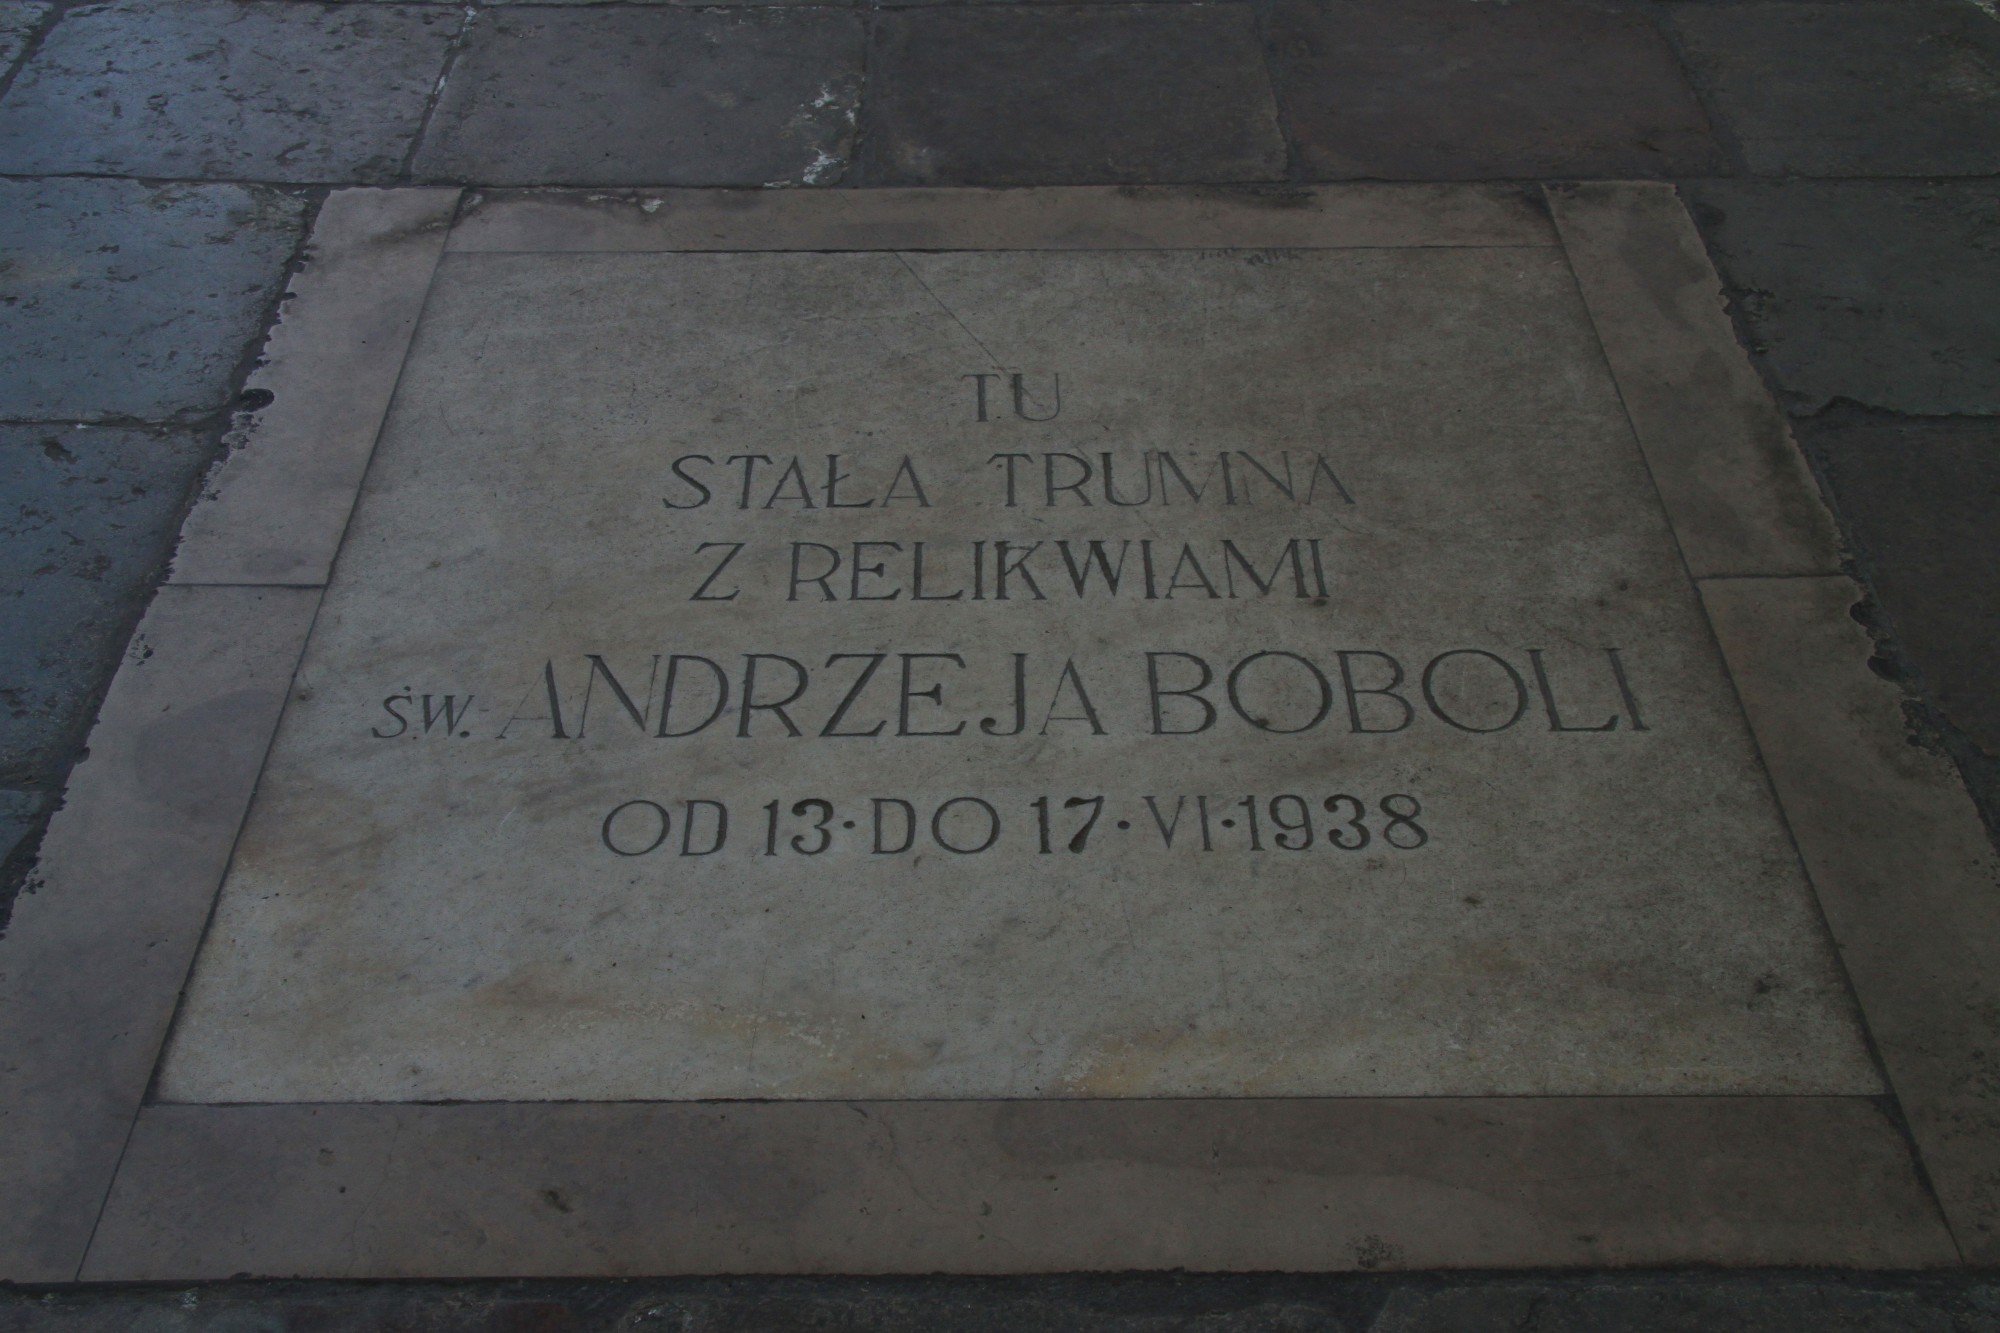 TU
STAŁA TRUMNA
Z RELIKWIAMI
ŚW. ANDRZEJA BOBOLI
OD 13·DO 17·VI·1938